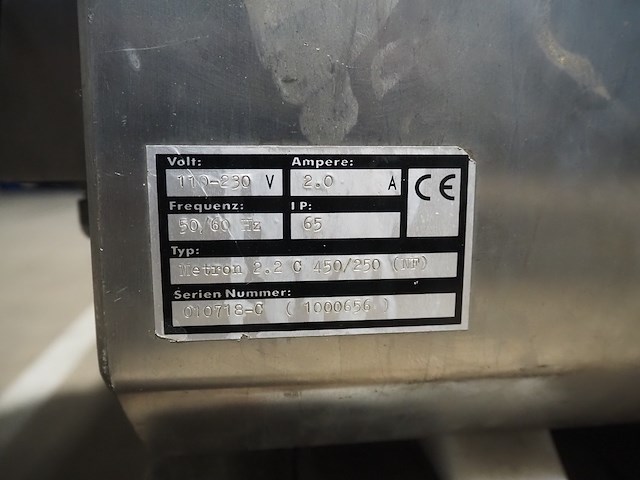 Volt: Ampere:
110-230 V 2.0 A CE
Frequenz: IP:
50/60 Hz 65
Typ:
Metron 2.2 C 450/250 (NF)
Serien Nummer:
010718-C ( 1000656 )